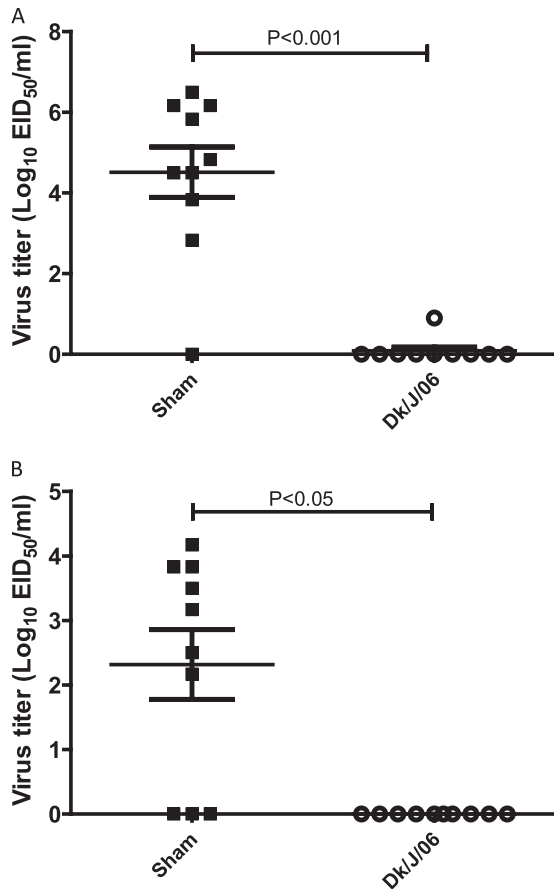 A
P<0.001
Virus titer (Log10 EID50/ml)
8
6
4
2
0
Sham
Dk/J/06
B
P<0.05
Virus titer (Log10 EID50/ml)
5
4
3
2
1
0
Sham
Dk/J/06